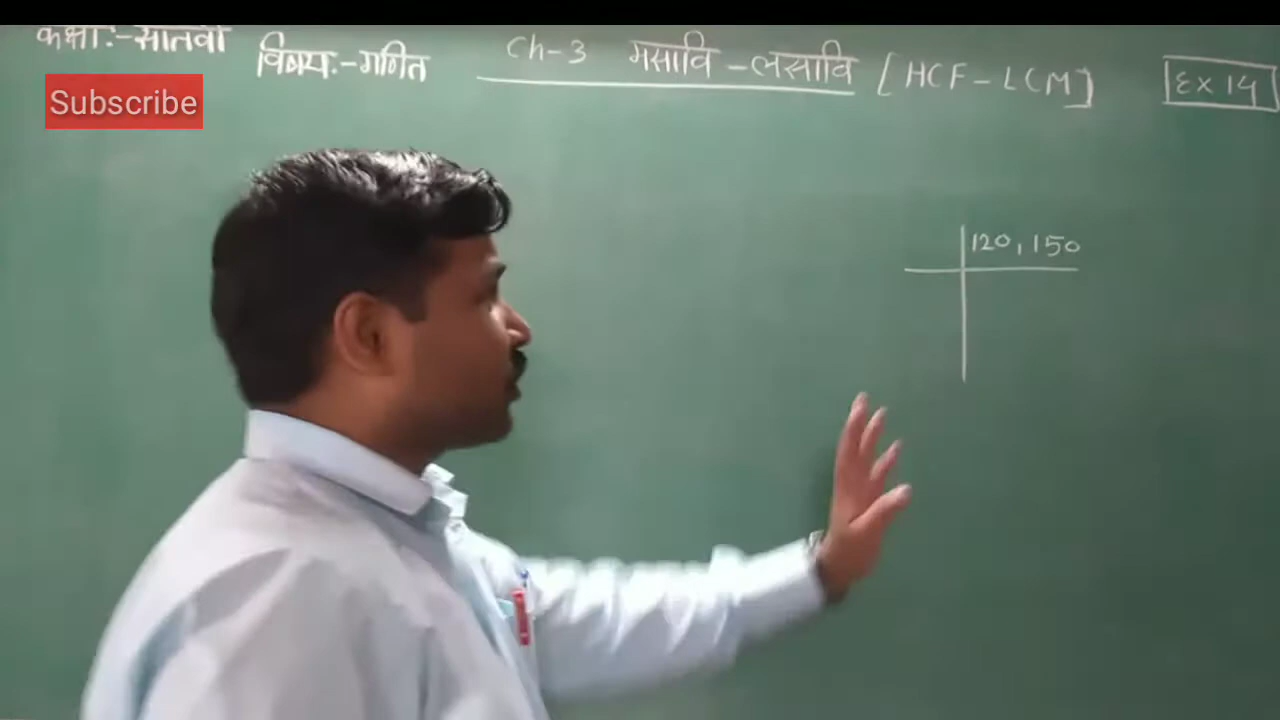 कक्षा:-सातवी
विषय:-गणित
Ch-3 मसावि-लसावि [HCF-LCM]
Ex 14
Subscribe
120, 150